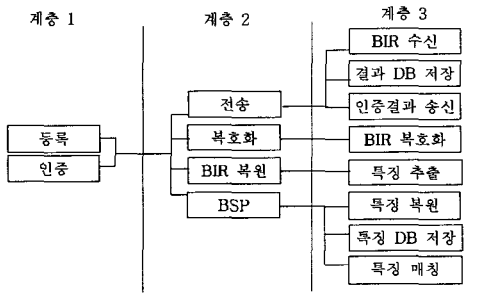 계층 1
계층 2
계층 3
등록
인증
전송
복호화
BIR 복원
BSP
BIR 수신
결과 DB 저장
인증결과 송신
BIR 복호화
특징 추출
특징 복원
특징 DB 저장
특징 매칭